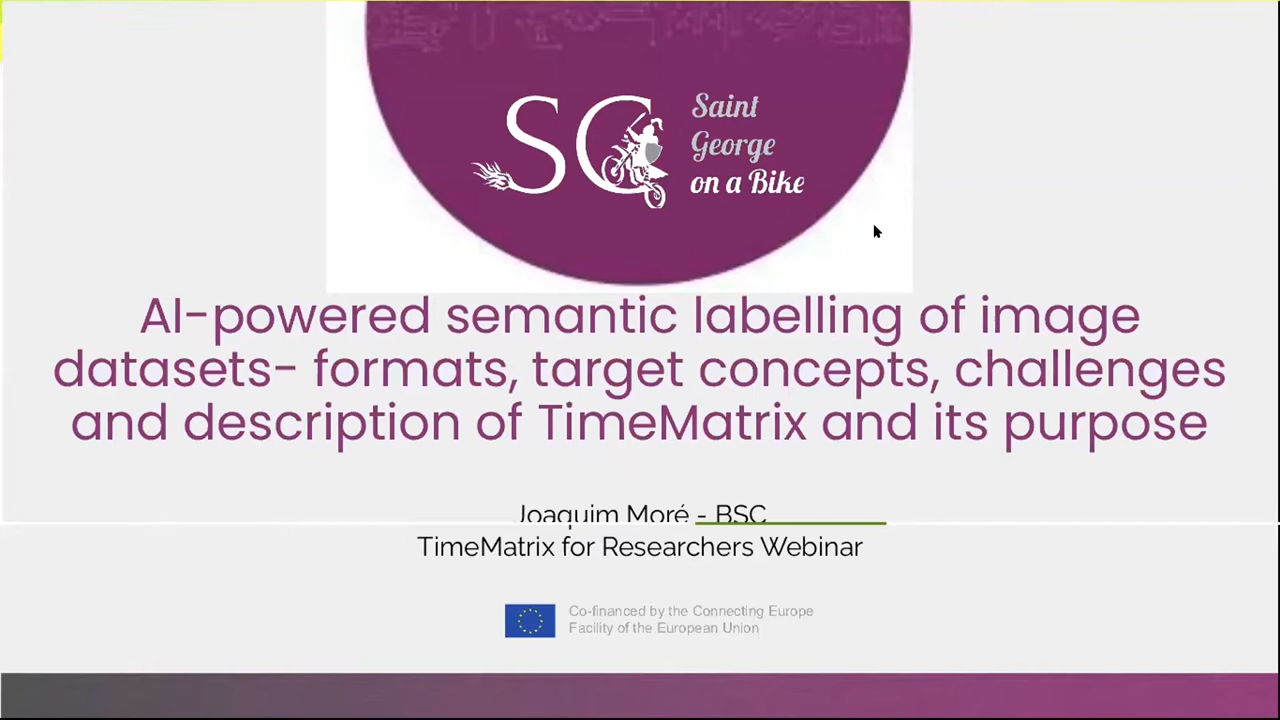 SG
Saint
George
on a Bike
AI-powered semantic labelling of image
datasets- formats, target concepts, challenges
and description of TimeMatrix and its purpose
Joaquim Moré - BSC
TimeMatrix for Researchers Webinar
Co-financed by the Connecting Europe
Facility of the European Union